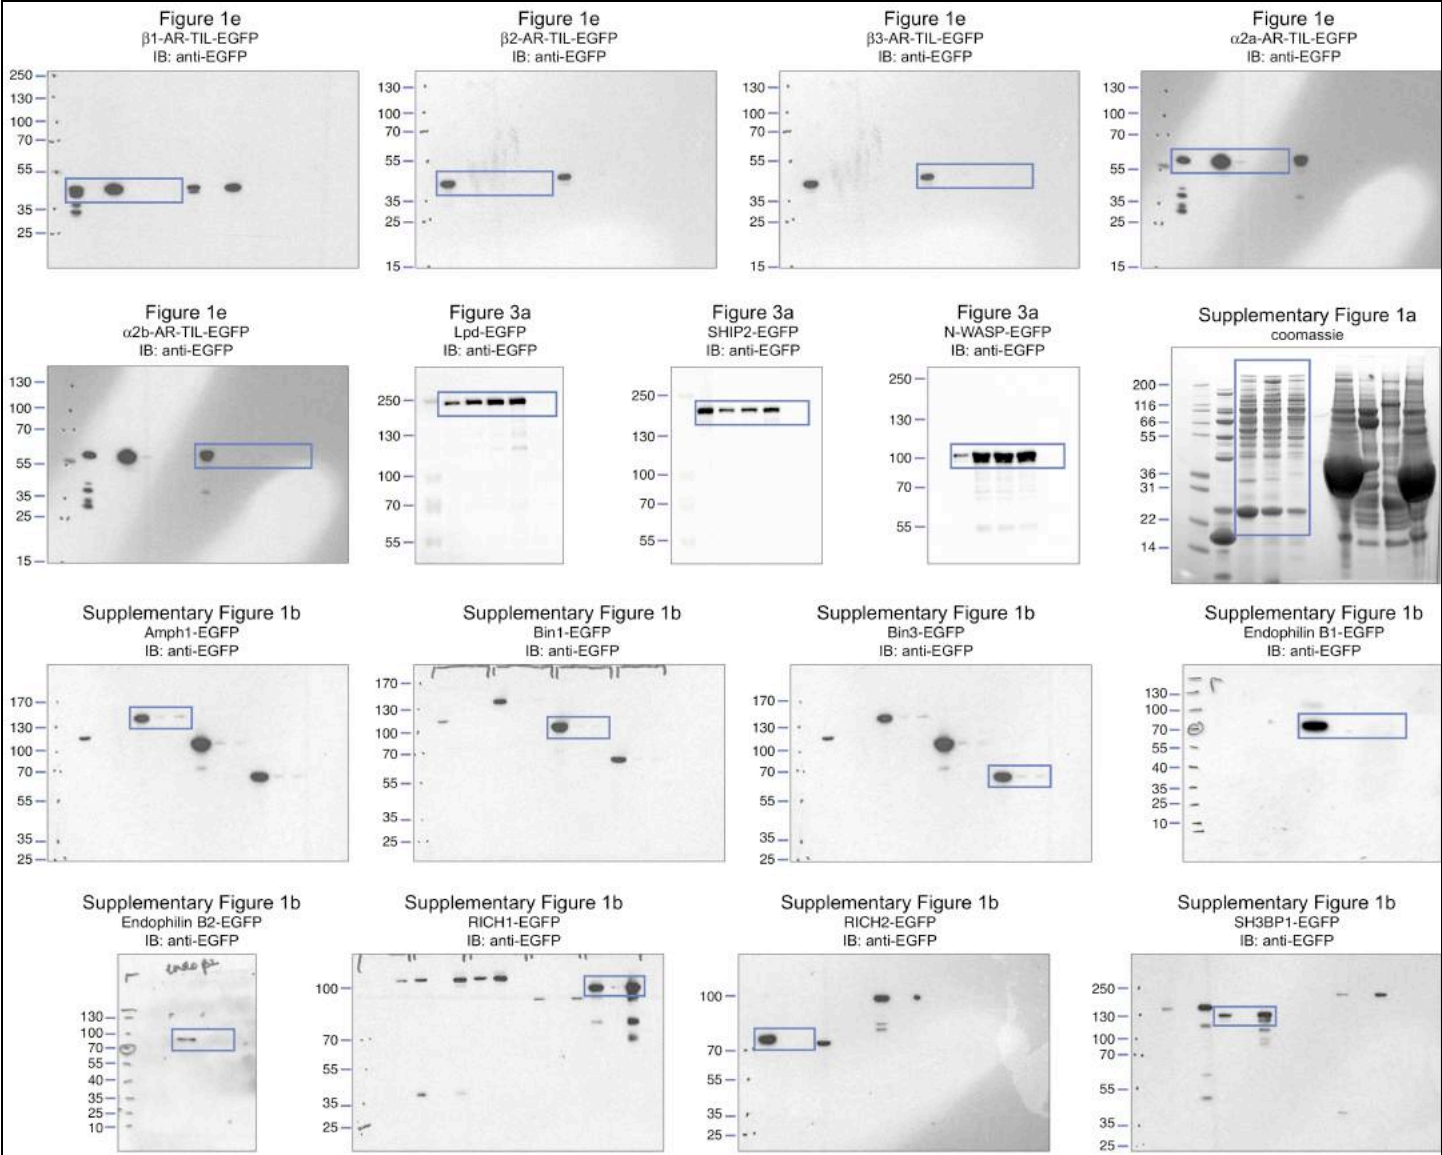 Figure 1e
β1-AR-TIL-EGFP
IB: anti-EGFP
250
130
100
70
55
35
25
Figure 1e
β2-AR-TIL-EGFP
IB: anti-EGFP
130
100
70
55
35
25
15
Figure 1e
β3-AR-TIL-EGFP
IB: anti-EGFP
130
100
70
55
35
25
15
Figure 1e
α2a-AR-TIL-EGFP
IB: anti-EGFP
130
100
70
55
35
25
15
Figure 1e
α2b-AR-TIL-EGFP
IB: anti-EGFP
130
100
70
55
35
25
15
Figure 3a
Lpd-EGFP
IB: anti-EGFP
250
130
100
70
55
Figure 3a
SHIP2-EGFP
IB: anti-EGFP
250
130
100
70
55
Figure 3a
N-WASP-EGFP
IB: anti-EGFP
250
130
100
70
55
Supplementary Figure 1a
coomassie
200
116
66
55
36
31
22
14
Supplementary Figure 1b
Amph1-EGFP
IB: anti-EGFP
170
130
100
70
55
35
25
Supplementary Figure 1b
Bin1-EGFP
IB: anti-EGFP
170
130
100
70
55
35
25
Supplementary Figure 1b
Bin3-EGFP
IB: anti-EGFP
170
130
100
70
55
35
25
Supplementary Figure 1b
Endophilin B1-EGFP
IB: anti-EGFP
130
100
70
55
40
35
25
10
Supplementary Figure 1b
Endophilin B2-EGFP
IB: anti-EGFP
130
100
70
55
40
35
25
10
Supplementary Figure 1b
RICH1-EGFP
IB: anti-EGFP
100
70
55
35
25
Supplementary Figure 1b
RICH2-EGFP
IB: anti-EGFP
100
70
55
35
25
Supplementary Figure 1b
SH3BP1-EGFP
IB: anti-EGFP
250
130
100
70
55
35
25